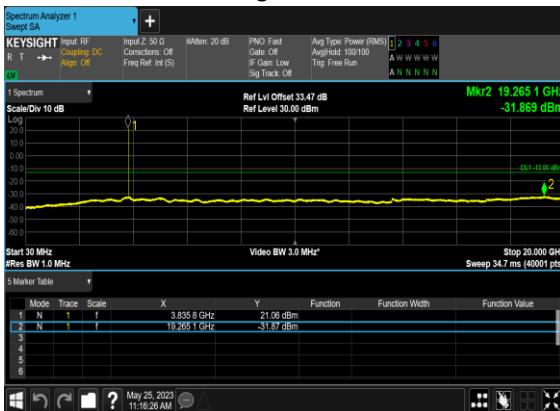 Spectrum Analyzer 1
Swept SA
KEYSIGHT Input: RF Input Z: 50 Ω #Atten: 20 dB PNO: Fast Avg Type: Power (RMS) 1 2 3 4 5 6
R T Coupling: DC Corrections: Off Gate: Off Avg|Hold: 100/100 A W W W W W
Align: Off Freq Ref: Int (S) IF Gain: Low Trig: Free Run
LXI Sig Track: Off A N N N N N
1 Spectrum Ref Lvl Offset 33.47 dB Mkr2 19.265 1 GHz
Scale/Div 10 dB Ref Level 30.00 dBm -31.869 dBm
Log
1
20.0
10.0
0.00
-10.0 DL1 -13.00 dBm
-20.0
2
-30.0
-40.0
-50.0
-60.0
Start 30 MHz Video BW 3.0 MHz* Stop 20.000 GH
#Res BW 1.0 MHz Sweep 34.7 ms (40001 pts
5 Marker Table
Mode Trace Scale X Y Function Function Width Function Value
1 N 1 f 3.835 8 GHz 21.06 dBm
2 N 1 f 19.265 1 GHz -31.87 dBm
3
4
5
6
May 25, 2023
11:16:26 AM